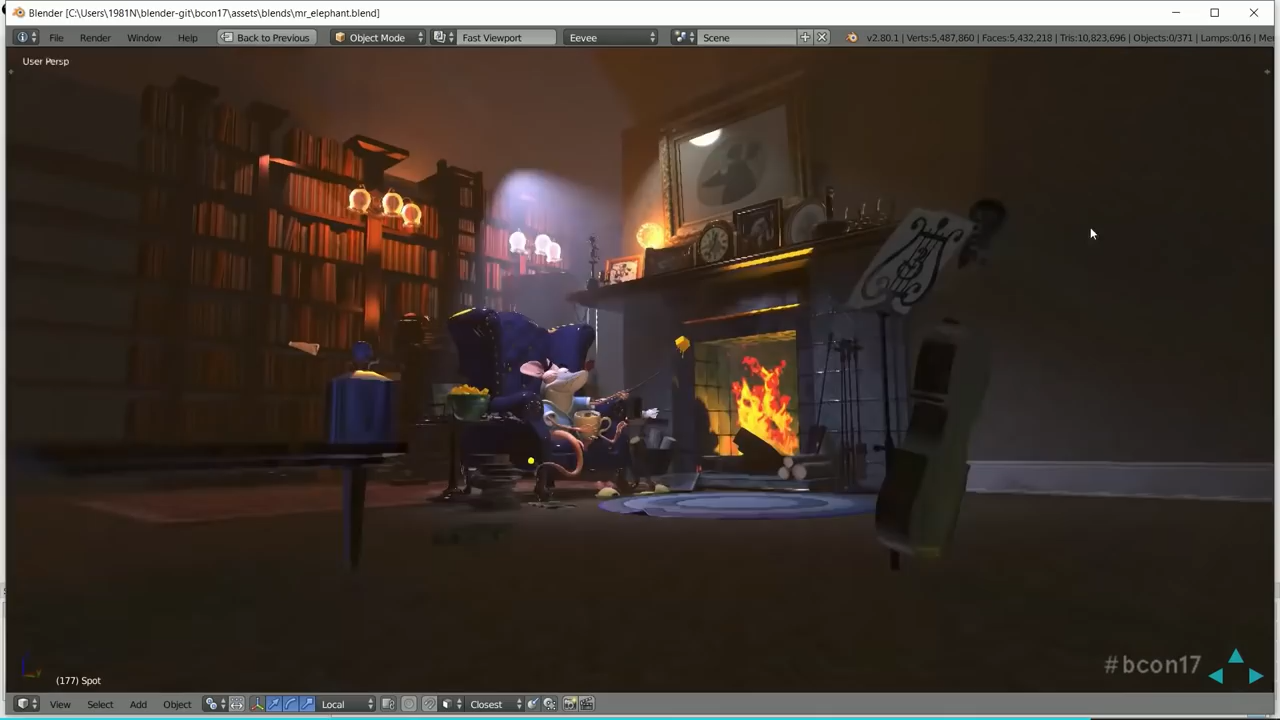 Blender [C:\Users\1981N\blender-git\bcon17\assets\blends\mr_elephant.blend]
File Render Window Help Back to Previous Object Mode Fast Viewport Eevee Scene v2.80.1 | Verts:5,487,860 | Faces:5,432,218 | Tris:10,823,696 | Objects:0/371 | Lamps:0/16 | Me
User Persp
#bcon17
(177) Spot
View Select Add Object Local Closest